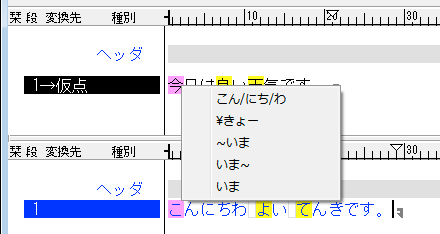 栞 段 変換先 種別 10 20 30
ヘッダ
1→仮点 今日は良い天気です。
こん/にち/わ
¥きょー
~いま
いま~
いま
栞 段 変換先 種別 30
ヘッダ
1 こんにちわ よい てんきです。